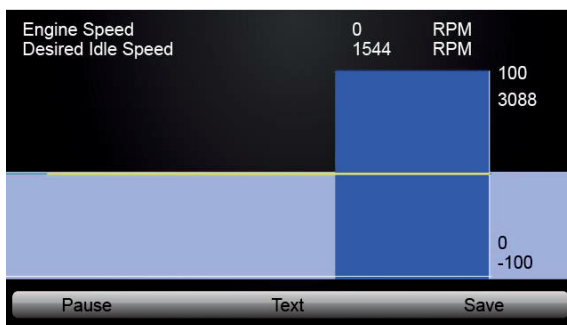 Engine Speed 0 RPM
Desired Idle Speed 1544 RPM
100
3088
0
-100
Pause Text Save